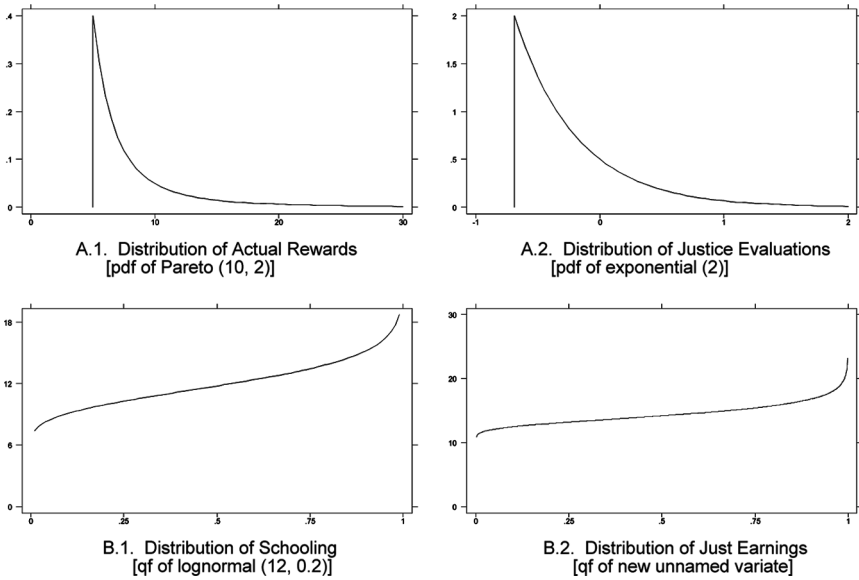 .4
.3
.2
.1
0
0 10 20 30
A.1. Distribution of Actual Rewards
[pdf of Pareto (10, 2)]
2
1.5
1
.5
0
-1 0 1 2
A.2. Distribution of Justice Evaluations
[pdf of exponential (2)]
18
12
6
0
0 .25 .5 .75 1
B.1. Distribution of Schooling
[qf of lognormal (12, 0.2)]
30
20
10
0
0 .25 .5 .75 1
B.2. Distribution of Just Earnings
[qf of new unnamed variate]